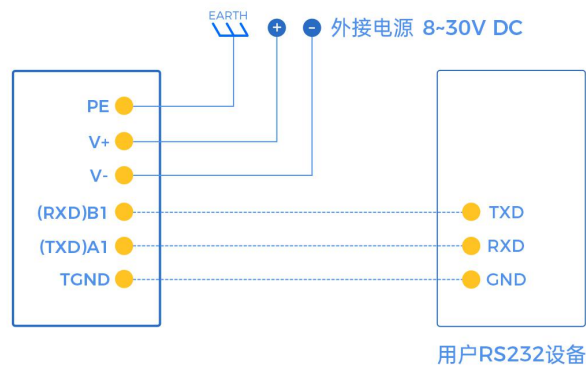 EARTH
+ - 外接电源 8~30V DC
PE
V+
V-
(RXD)B1
TXD
(TXD)A1
RXD
TGND
GND
用户RS232设备